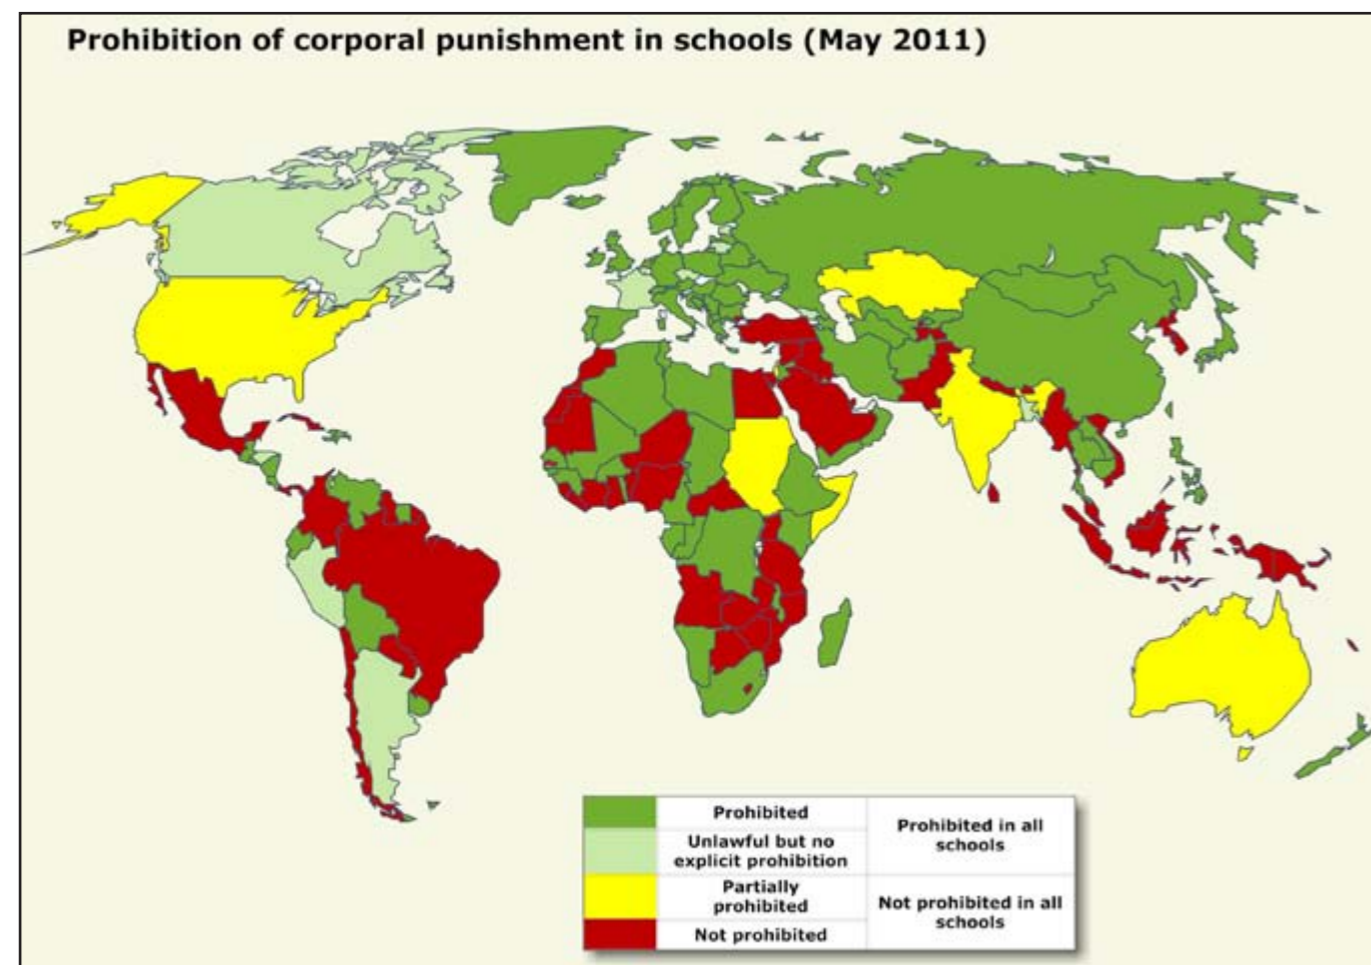 Prohibition of corporal punishment in schools (May 2011)
Prohibited
Unlawful but no
explicit prohibition
Prohibited in all
schools
Partially
prohibited
Not prohibited
Not prohibited in all
schools